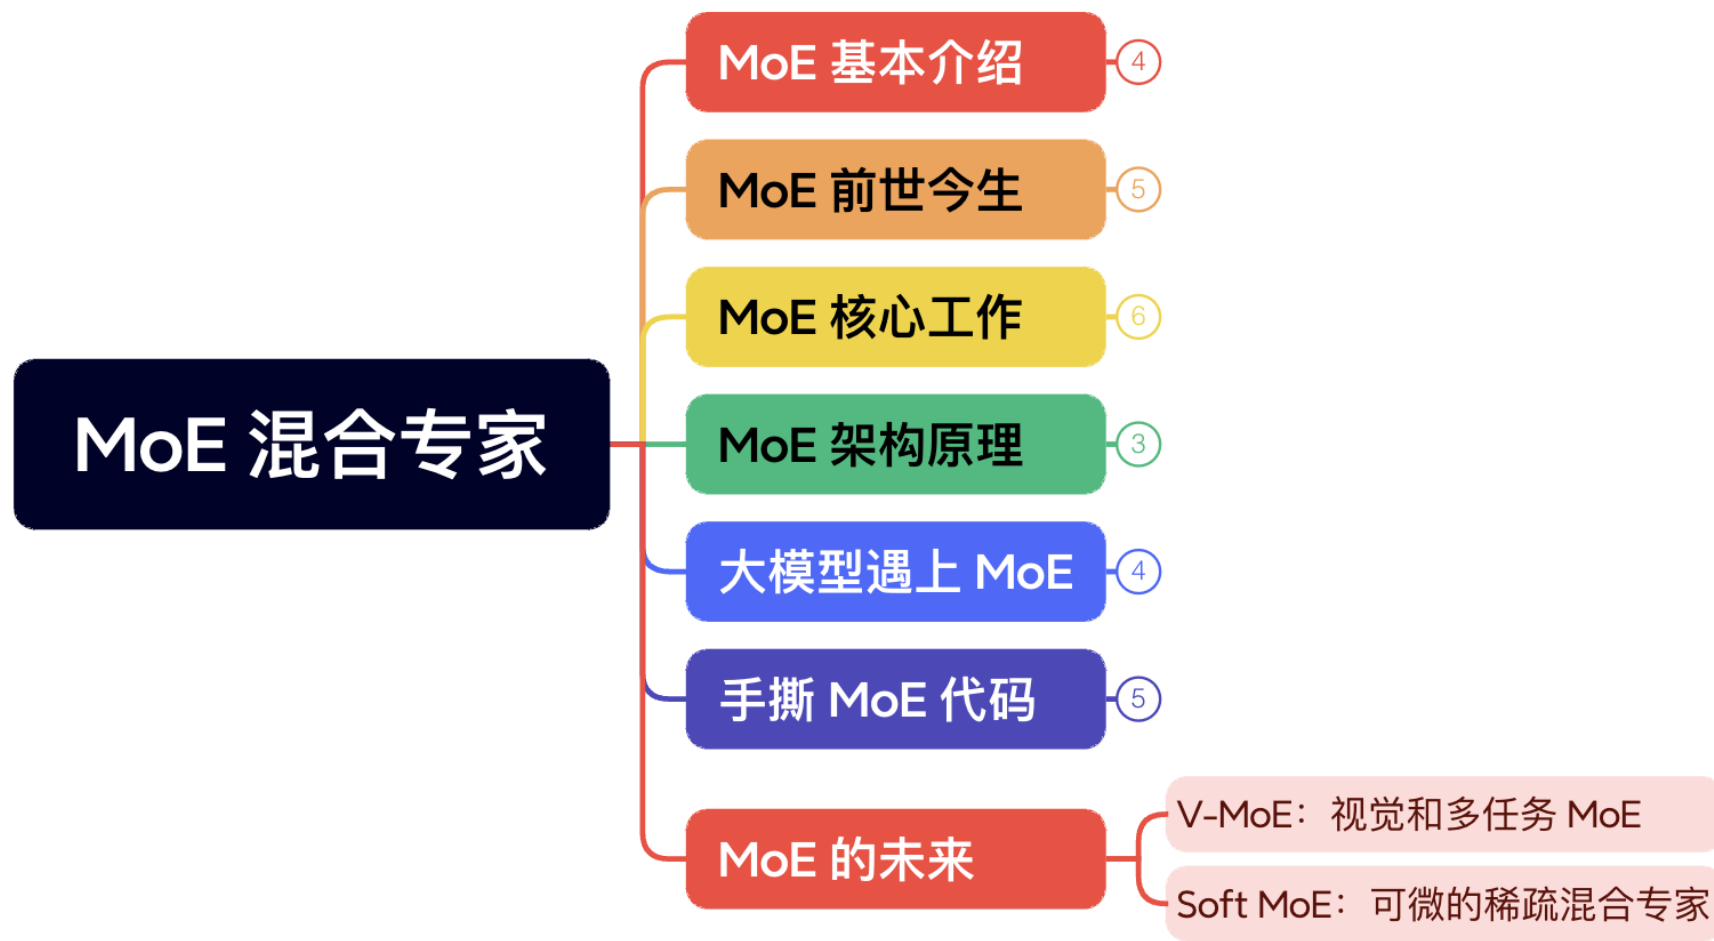 MoE 基本介绍
4
MoE 前世今生
5
MoE 核心工作
6
MoE 混合专家
MoE 架构原理
3
大模型遇上 MoE
4
手撕 MoE 代码
5
MoE 的未来
V-MoE：视觉和多任务 MoE
Soft MoE：可微的稀疏混合专家